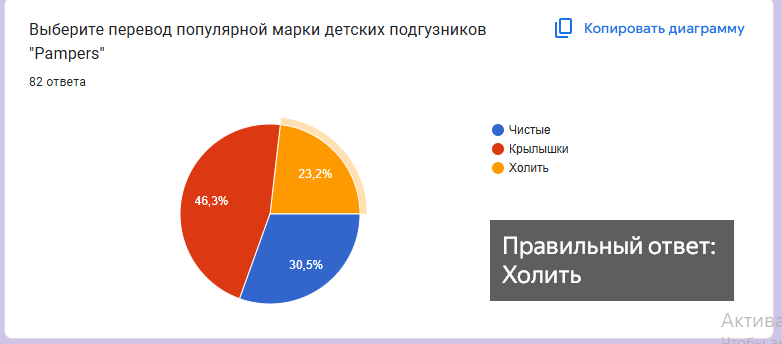 Выберите перевод популярной марки детских подгузников
"Pampers"
Копировать диаграмму
82 ответа
Чистые
Крылышки
Холить
23,2%
46,3%
30,5%
Правильный ответ:
Холить